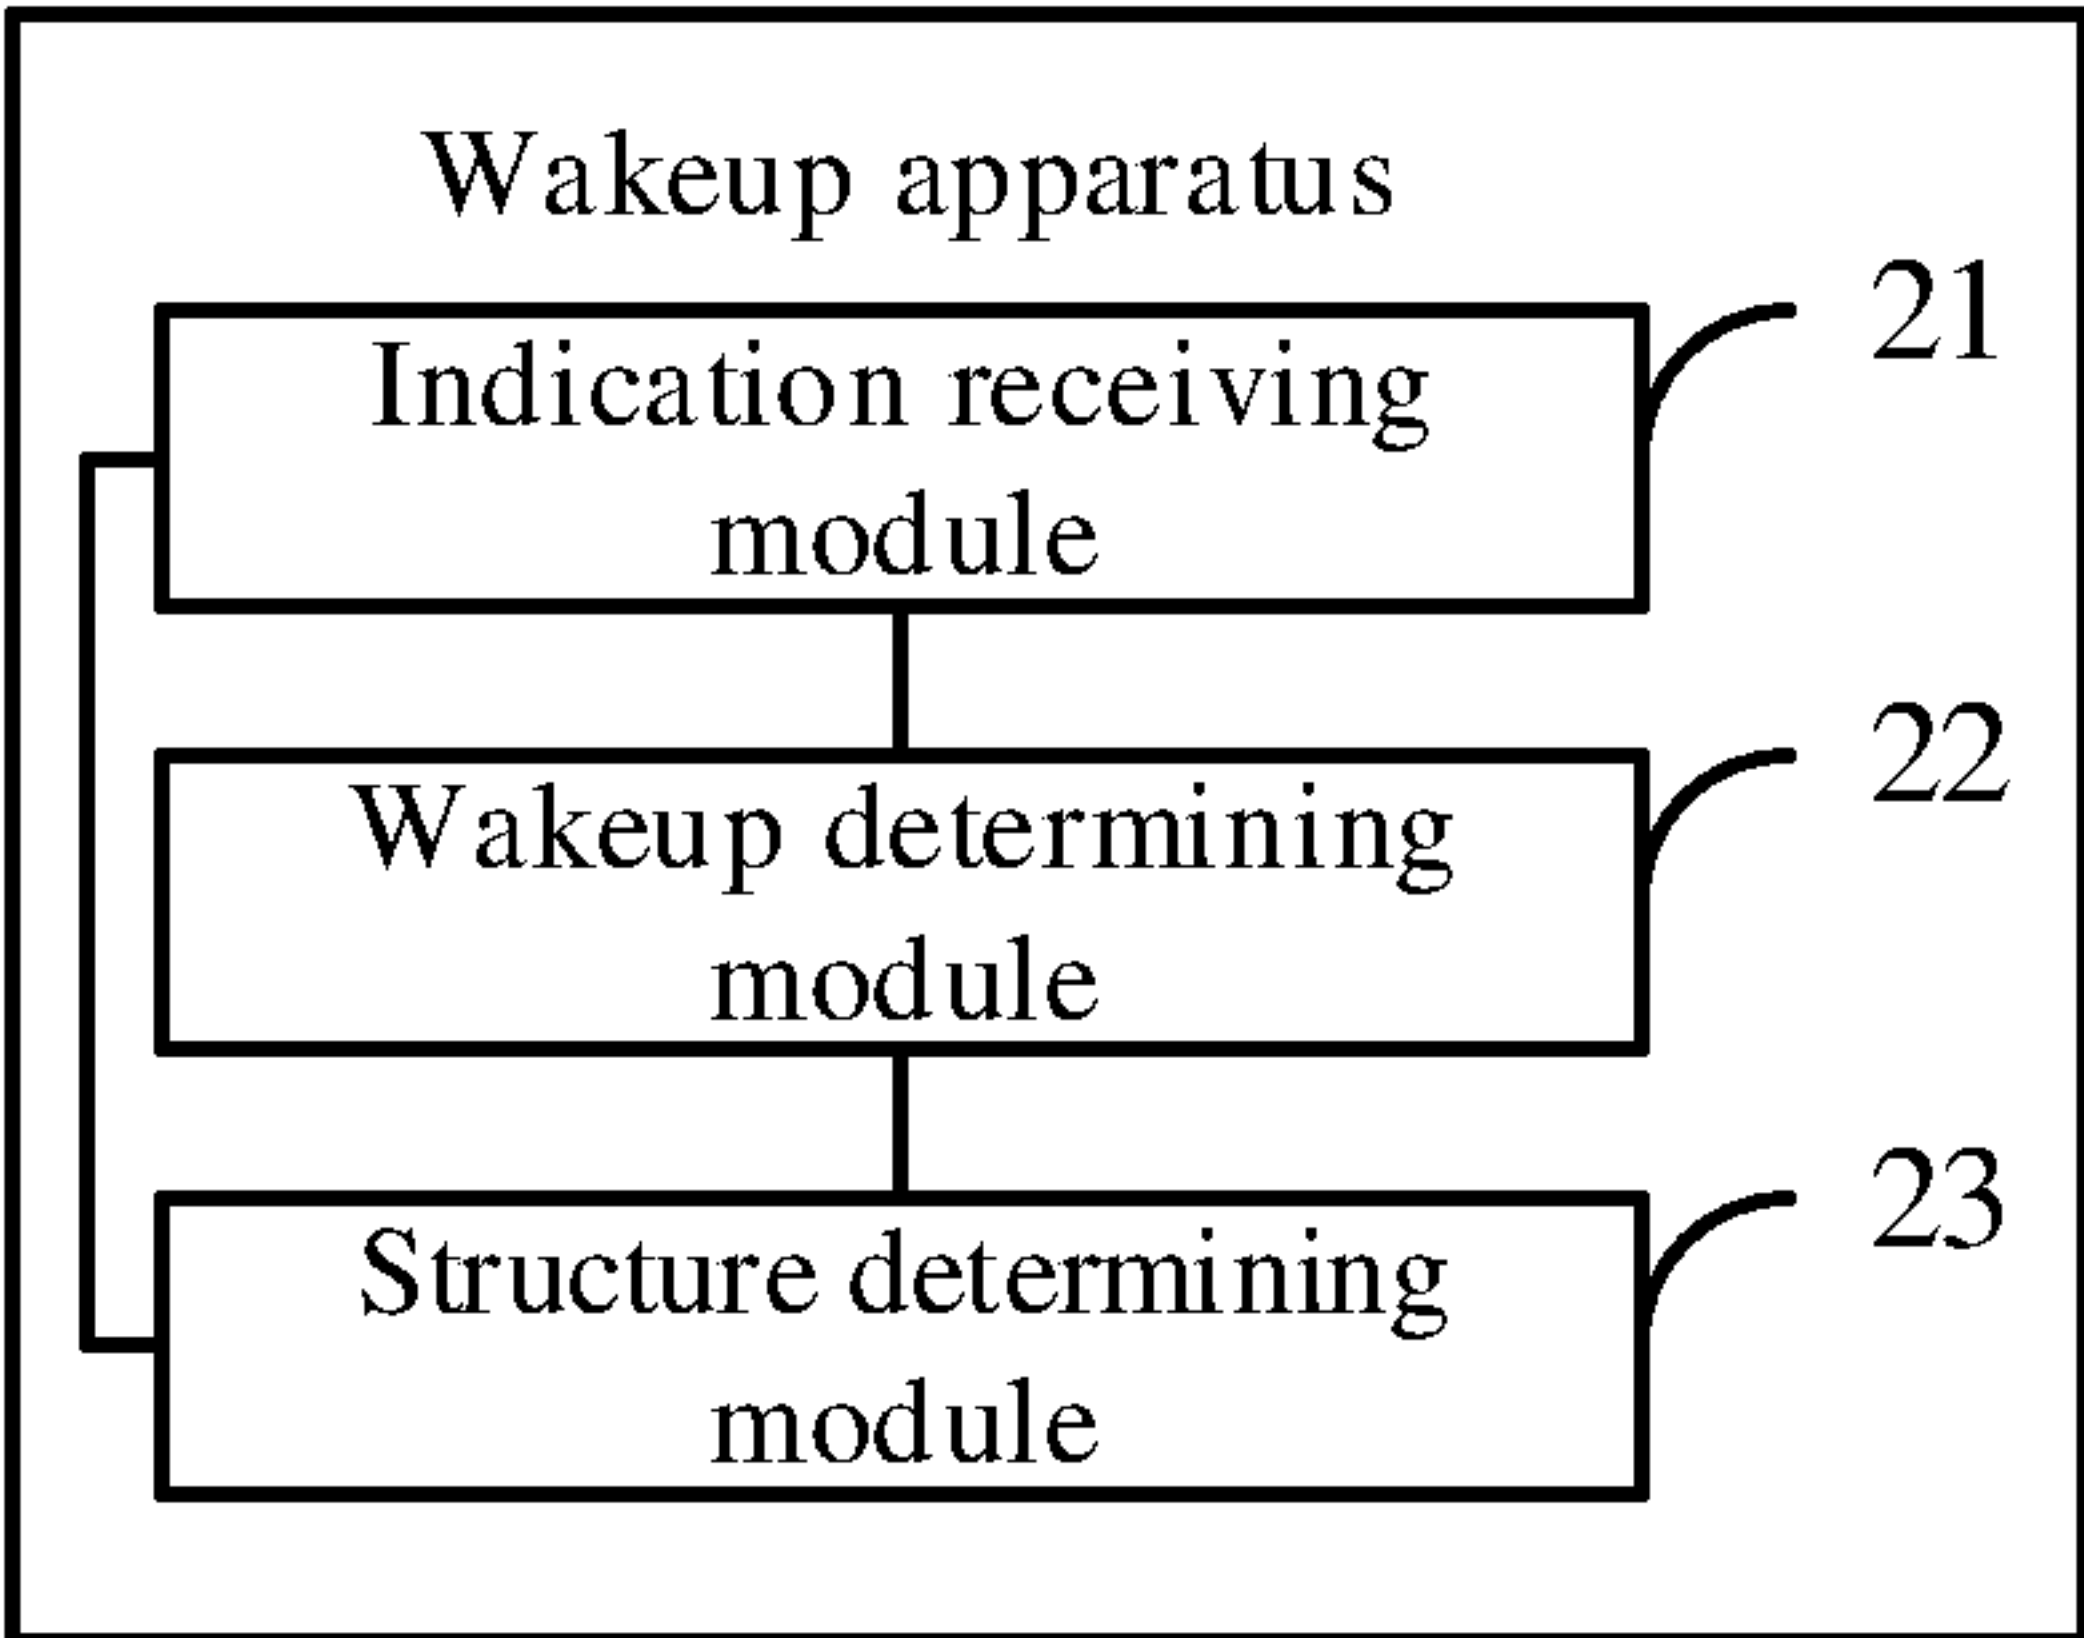 Wakeup apparatus
21
Indication receiving
module
22
Wakeup determining
module
23
Structure determining
module